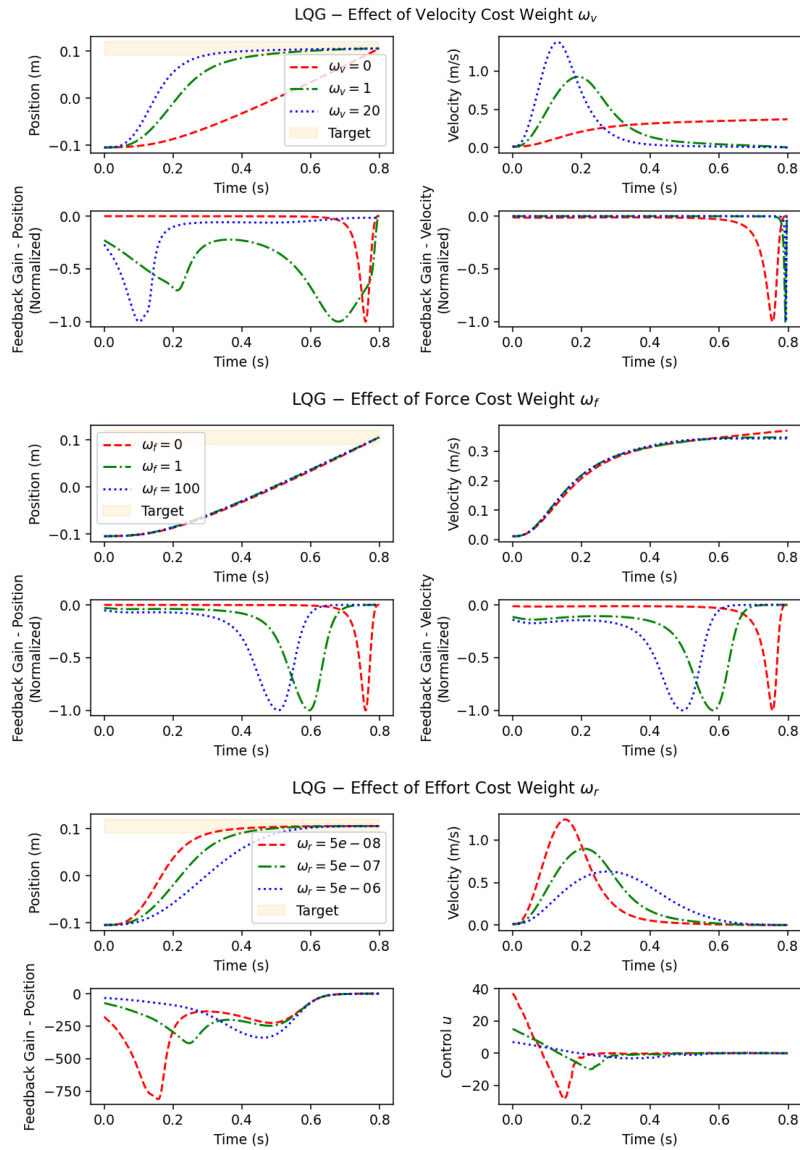 LQG − Effect of Velocity Cost Weight ω_v
Position (m)
0.1
0.0
−0.1
ω_v = 0
ω_v = 1
ω_v = 20
Target
0.0 0.2 0.4 0.6 0.8
Time (s)
Velocity (m/s)
1.0
0.5
0.0
0.0 0.2 0.4 0.6 0.8
Time (s)
Feedback Gain - Position
(Normalized)
0.0
−0.5
−1.0
0.0 0.2 0.4 0.6 0.8
Time (s)
Feedback Gain - Velocity
(Normalized)
0.0
−0.5
−1.0
0.0 0.2 0.4 0.6 0.8
Time (s)
LQG − Effect of Force Cost Weight ω_f
Position (m)
0.1
0.0
−0.1
ω_f = 0
ω_f = 1
ω_f = 100
Target
0.0 0.2 0.4 0.6 0.8
Time (s)
Velocity (m/s)
0.3
0.2
0.1
0.0
0.0 0.2 0.4 0.6 0.8
Time (s)
Feedback Gain - Position
(Normalized)
0.0
−0.5
−1.0
0.0 0.2 0.4 0.6 0.8
Time (s)
Feedback Gain - Velocity
(Normalized)
0.0
−0.5
−1.0
0.0 0.2 0.4 0.6 0.8
Time (s)
LQG − Effect of Effort Cost Weight ω_r
Position (m)
0.1
0.0
−0.1
ω_r = 5e − 08
ω_r = 5e − 07
ω_r = 5e − 06
Target
0.0 0.2 0.4 0.6 0.8
Time (s)
Velocity (m/s)
1.0
0.5
0.0
0.0 0.2 0.4 0.6 0.8
Time (s)
Feedback Gain - Position
0
−250
−500
−750
0.0 0.2 0.4 0.6 0.8
Time (s)
Control u
40
20
0
−20
0.0 0.2 0.4 0.6 0.8
Time (s)